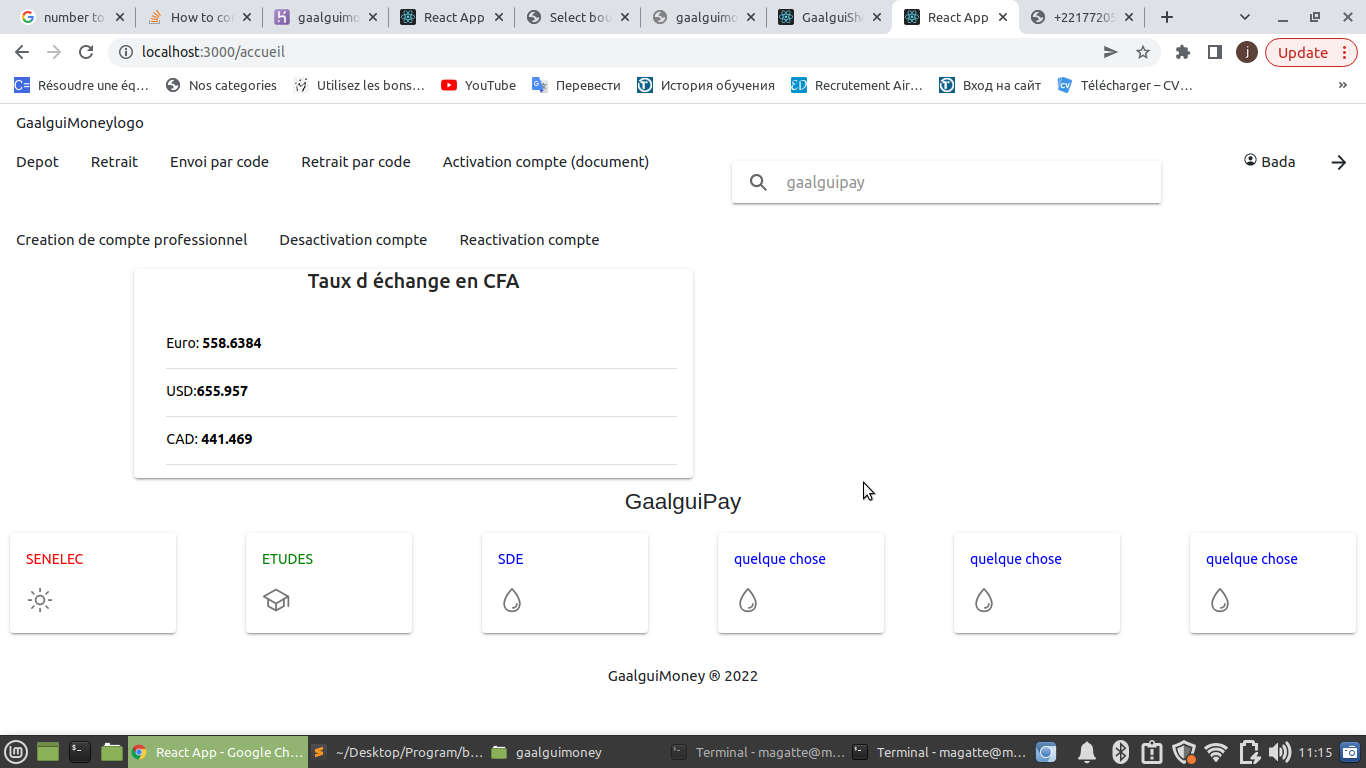 number to
How to co
gaalguimo
React App
Select bou
gaalguimo
GaalguiSho
React App
+22177205
localhost:3000/accueil
j
Update
Résoudre une éq…
Nos categories
Utilisez les bons…
YouTube
Перевести
История обучения
Recrutement Air…
Вход на сайт
Télécharger – CV…
»
GaalguiMoneylogo
Depot
Retrait
Envoi par code
Retrait par code
Activation compte (document)
gaalguipay
Bada
Creation de compte professionnel
Desactivation compte
Reactivation compte
Taux d échange en CFA
Euro: 558.6384
USD:655.957
CAD: 441.469
GaalguiPay
SENELEC
ETUDES
SDE
quelque chose
quelque chose
quelque chose
GaalguiMoney ® 2022
React App - Google Ch…
~/Desktop/Program/b…
gaalguimoney
Terminal - magatte@m…
Terminal - magatte@m…
11:15